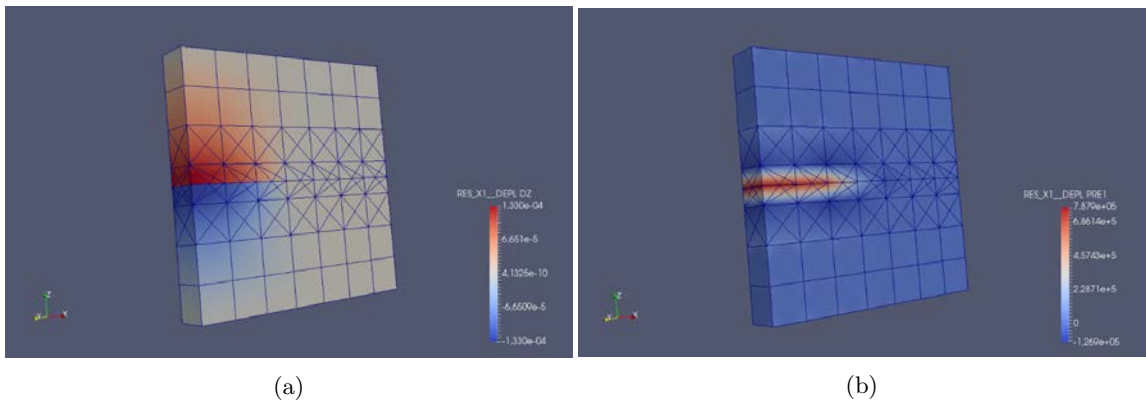 RES_X1__DEPL DZ
1.330e-04
6,651e-5
4,1325e-10
-6,6509e-5
-1,330e-04
Z
Y
X
(a)
RES_X1__DEPL PRE1
7.879e+05
6,8614e+5
4,5743e+5
2,2871e+5
0
-1,269e+05
Z
Y
X
(b)